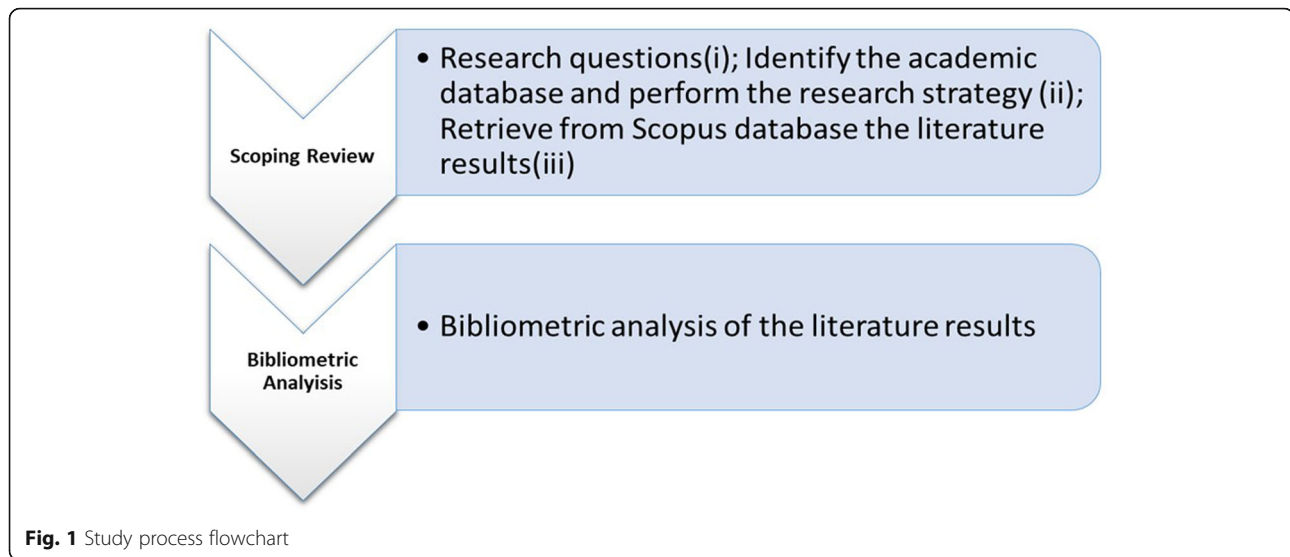 Scoping Review
• Research questions(i); Identify the academic
database and perform the research strategy (ii);
Retrieve from Scopus database the literature
results(iii)
Bibliometric
Analyisis
• Bibliometric analysis of the literature results
Fig. 1 Study process flowchart